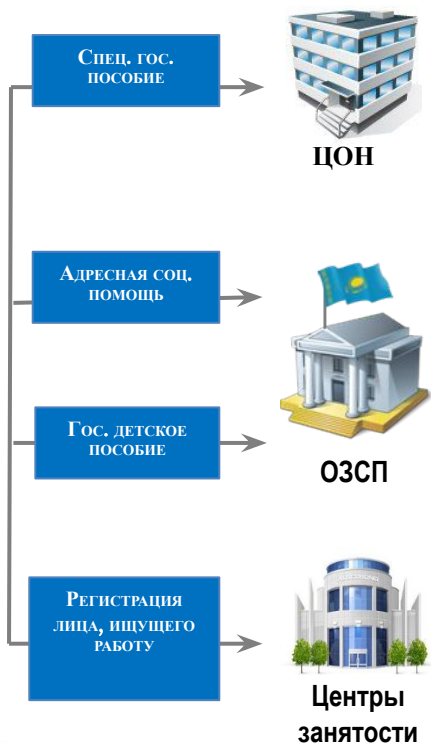 Спец. гос.
пособие
ЦОН
Адресная соц.
помощь
Гос. детское
пособие
ОЗСП
Регистрация
лица, ищущего
работу
Центры
занятости